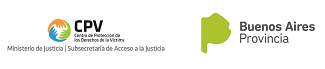 CPV
Centro de Protección de
los Derechos de la Víctima
Ministerio de Justicia | Subsecretaría de Acceso a la Justicia
Buenos Aires
Provincia